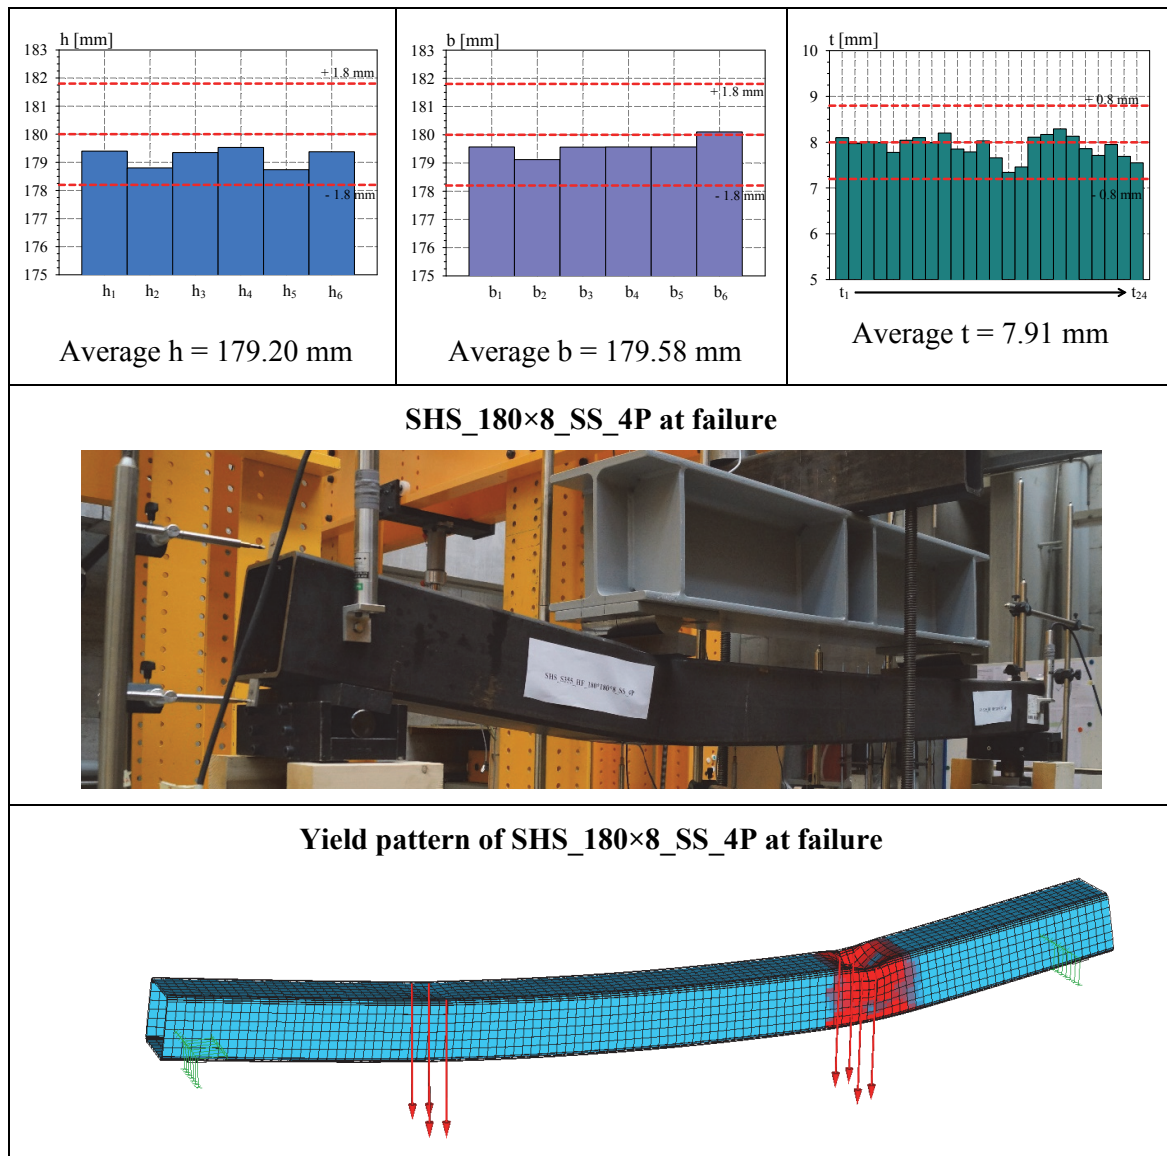 h [mm]
183
182
181
180
179
178
177
176
175
+ 1.8 mm
- 1.8 mm
h1 h2 h3 h4 h5 h6
Average h = 179.20 mm
b [mm]
183
182
181
180
179
178
177
176
175
+ 1.8 mm
- 1.8 mm
b1 b2 b3 b4 b5 b6
Average b = 179.58 mm
t [mm]
10
9
8
7
6
5
+ 0.8 mm
- 0.8 mm
t1 t24
Average t = 7.91 mm
SHS_180×8_SS_4P at failure
SHS_S355_HF_180*180*8_SS_4P
Yield pattern of SHS_180×8_SS_4P at failure